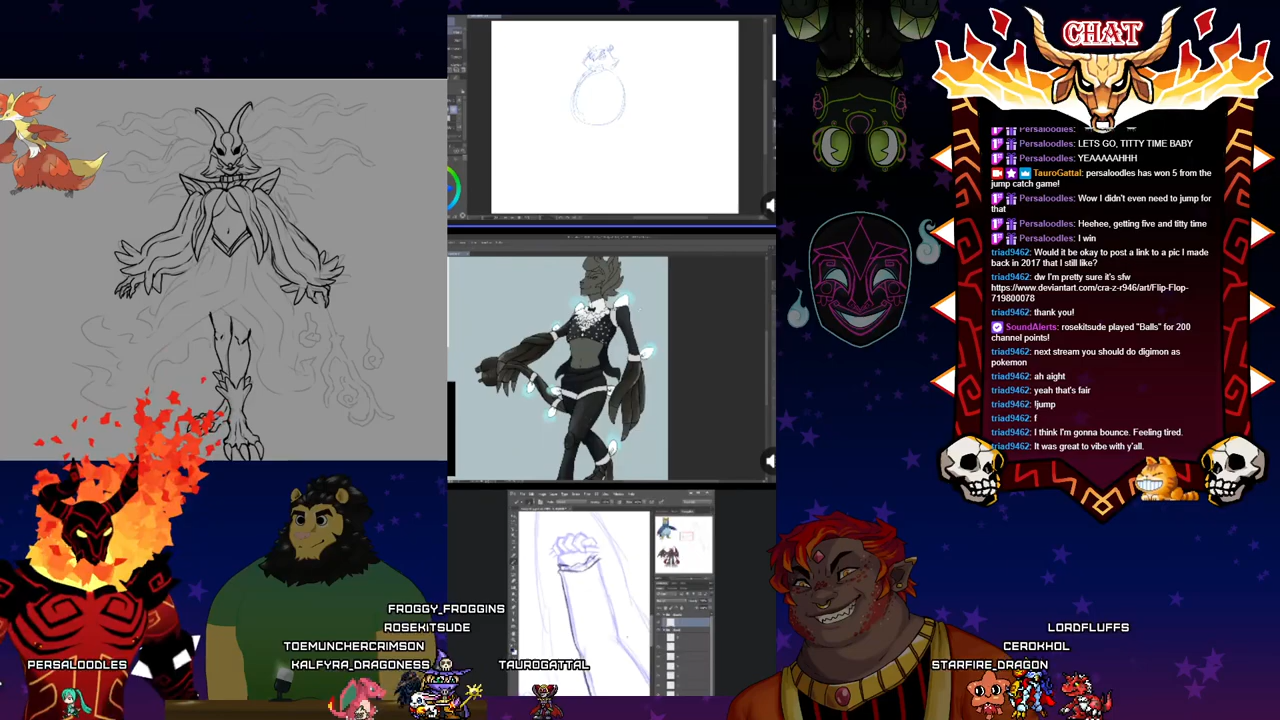 CHAT
Persaloodles:
Persaloodles: LETS GO, TITTY TIME BABY
Persaloodles: YEAAAAAHHH
TauroGattal: persaloodles has won 5 from the
jump catch game!
Persaloodles: Wow I didn't even need to jump for
that
Persaloodles: Heehee, getting five and titty time
Persaloodles: I win
triad9462: Would it be okay to post a link to a pic I made
back in 2017 that I still like?
triad9462: dw I'm pretty sure it's sfw
https://www.deviantart.com/cra-z-r946/art/Flip-Flop-
719800078
triad9462: thank you!
SoundAlerts: rosekitsude played "Balls" for 200
channel points!
triad9462: next stream you should do digimon as
pokemon
triad9462: ah aight
triad9462: yeah that's fair
triad9462: !jump
triad9462: f
triad9462: I think I'm gonna bounce. Feeling tired.
triad9462: It was great to vibe with y'all.
FROGGY_FROGGINS
ROSEKITSUDE
TOEMUNCHERCRIMSON
KALFYRA_DRAGONESS
PERSALOODLES
TAUROGATTAL
LORDFLUFFS
CEROKHOL
STARFIRE_DRAGON